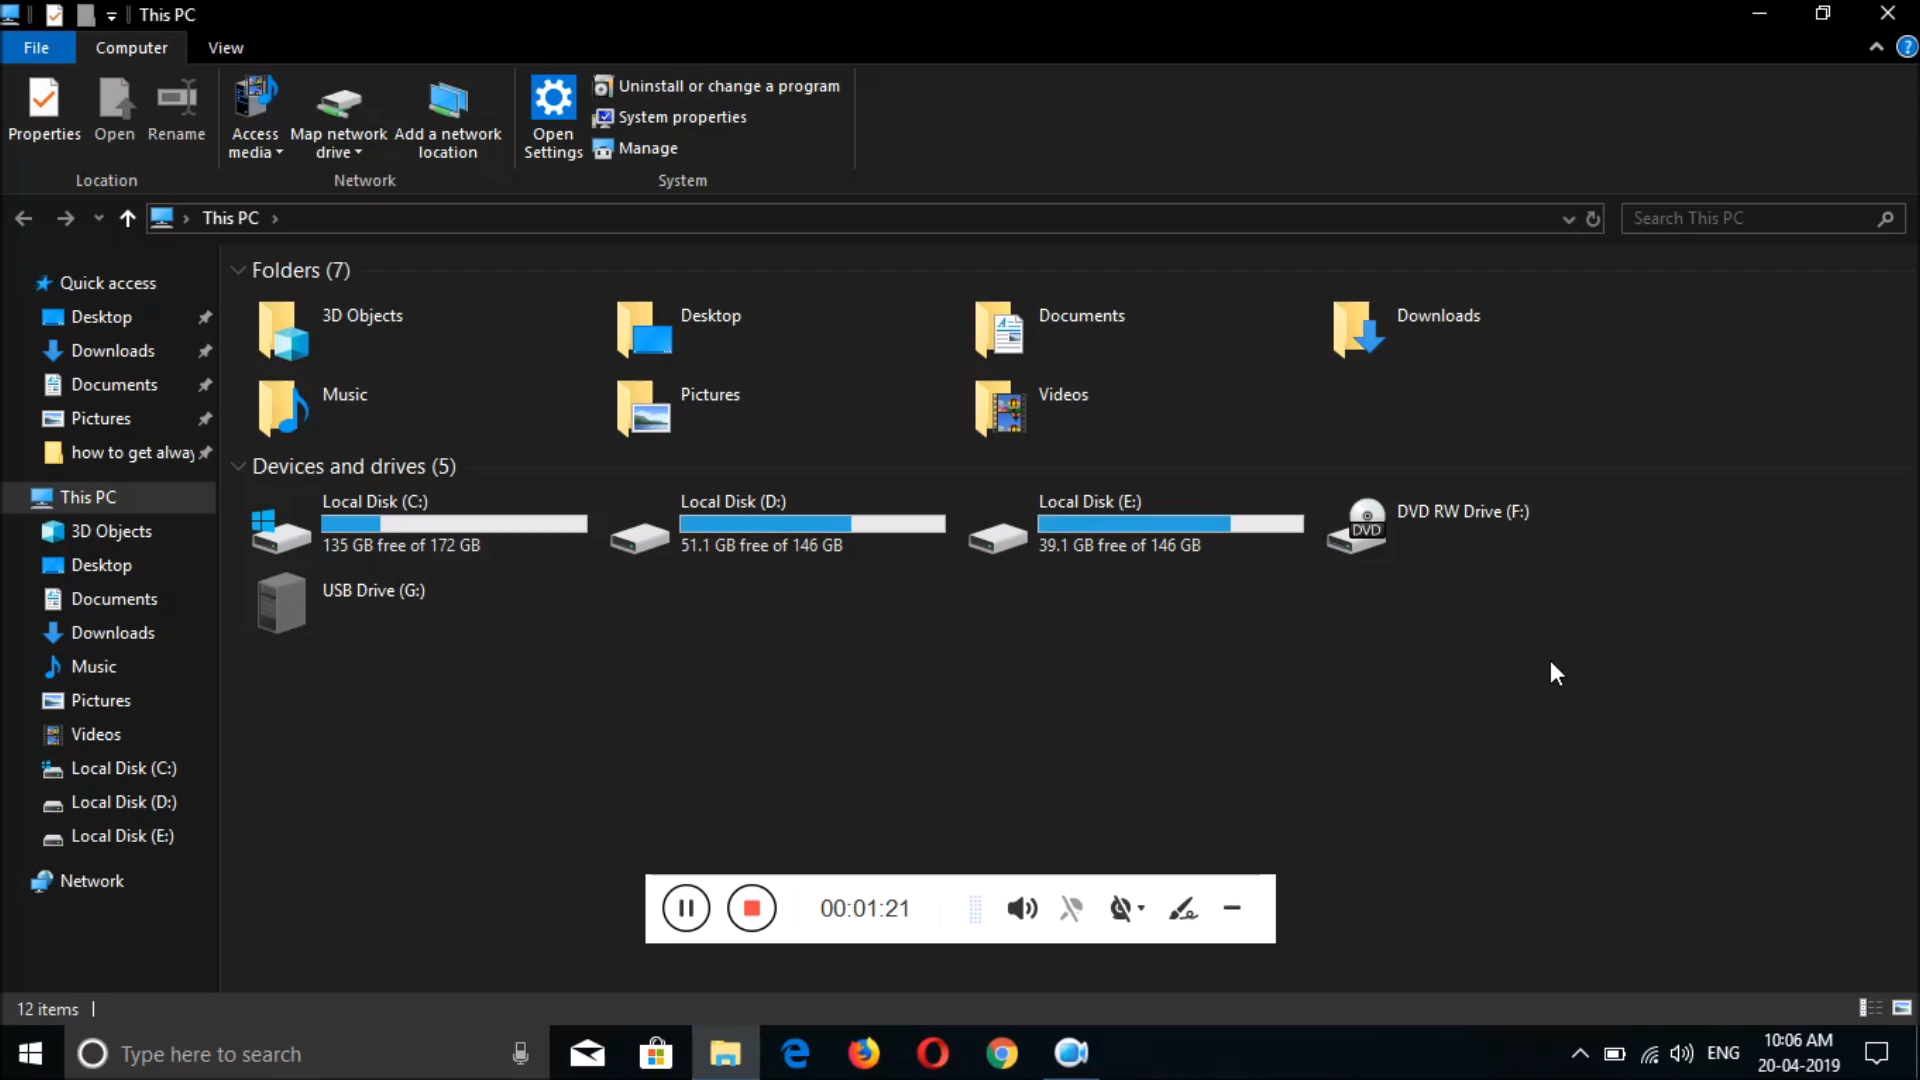 This PC
File
Computer
View
Properties
Open
Rename
Access
media
Map network
drive
Add a network
location
Open
Settings
Uninstall or change a program
System properties
Manage
Location
Network
System
This PC
Search This PC
Quick access
Desktop
Downloads
Documents
Pictures
how to get alway
This PC
3D Objects
Desktop
Documents
Downloads
Music
Pictures
Videos
Local Disk (C:)
Local Disk (D:)
Local Disk (E:)
Network
Folders (7)
3D Objects
Desktop
Documents
Downloads
Music
Pictures
Videos
Devices and drives (5)
Local Disk (C:)
135 GB free of 172 GB
Local Disk (D:)
51.1 GB free of 146 GB
Local Disk (E:)
39.1 GB free of 146 GB
DVD
DVD RW Drive (F:)
USB Drive (G:)
00:01:21
12 items
Type here to search
ENG
10:06 AM
20-04-2019